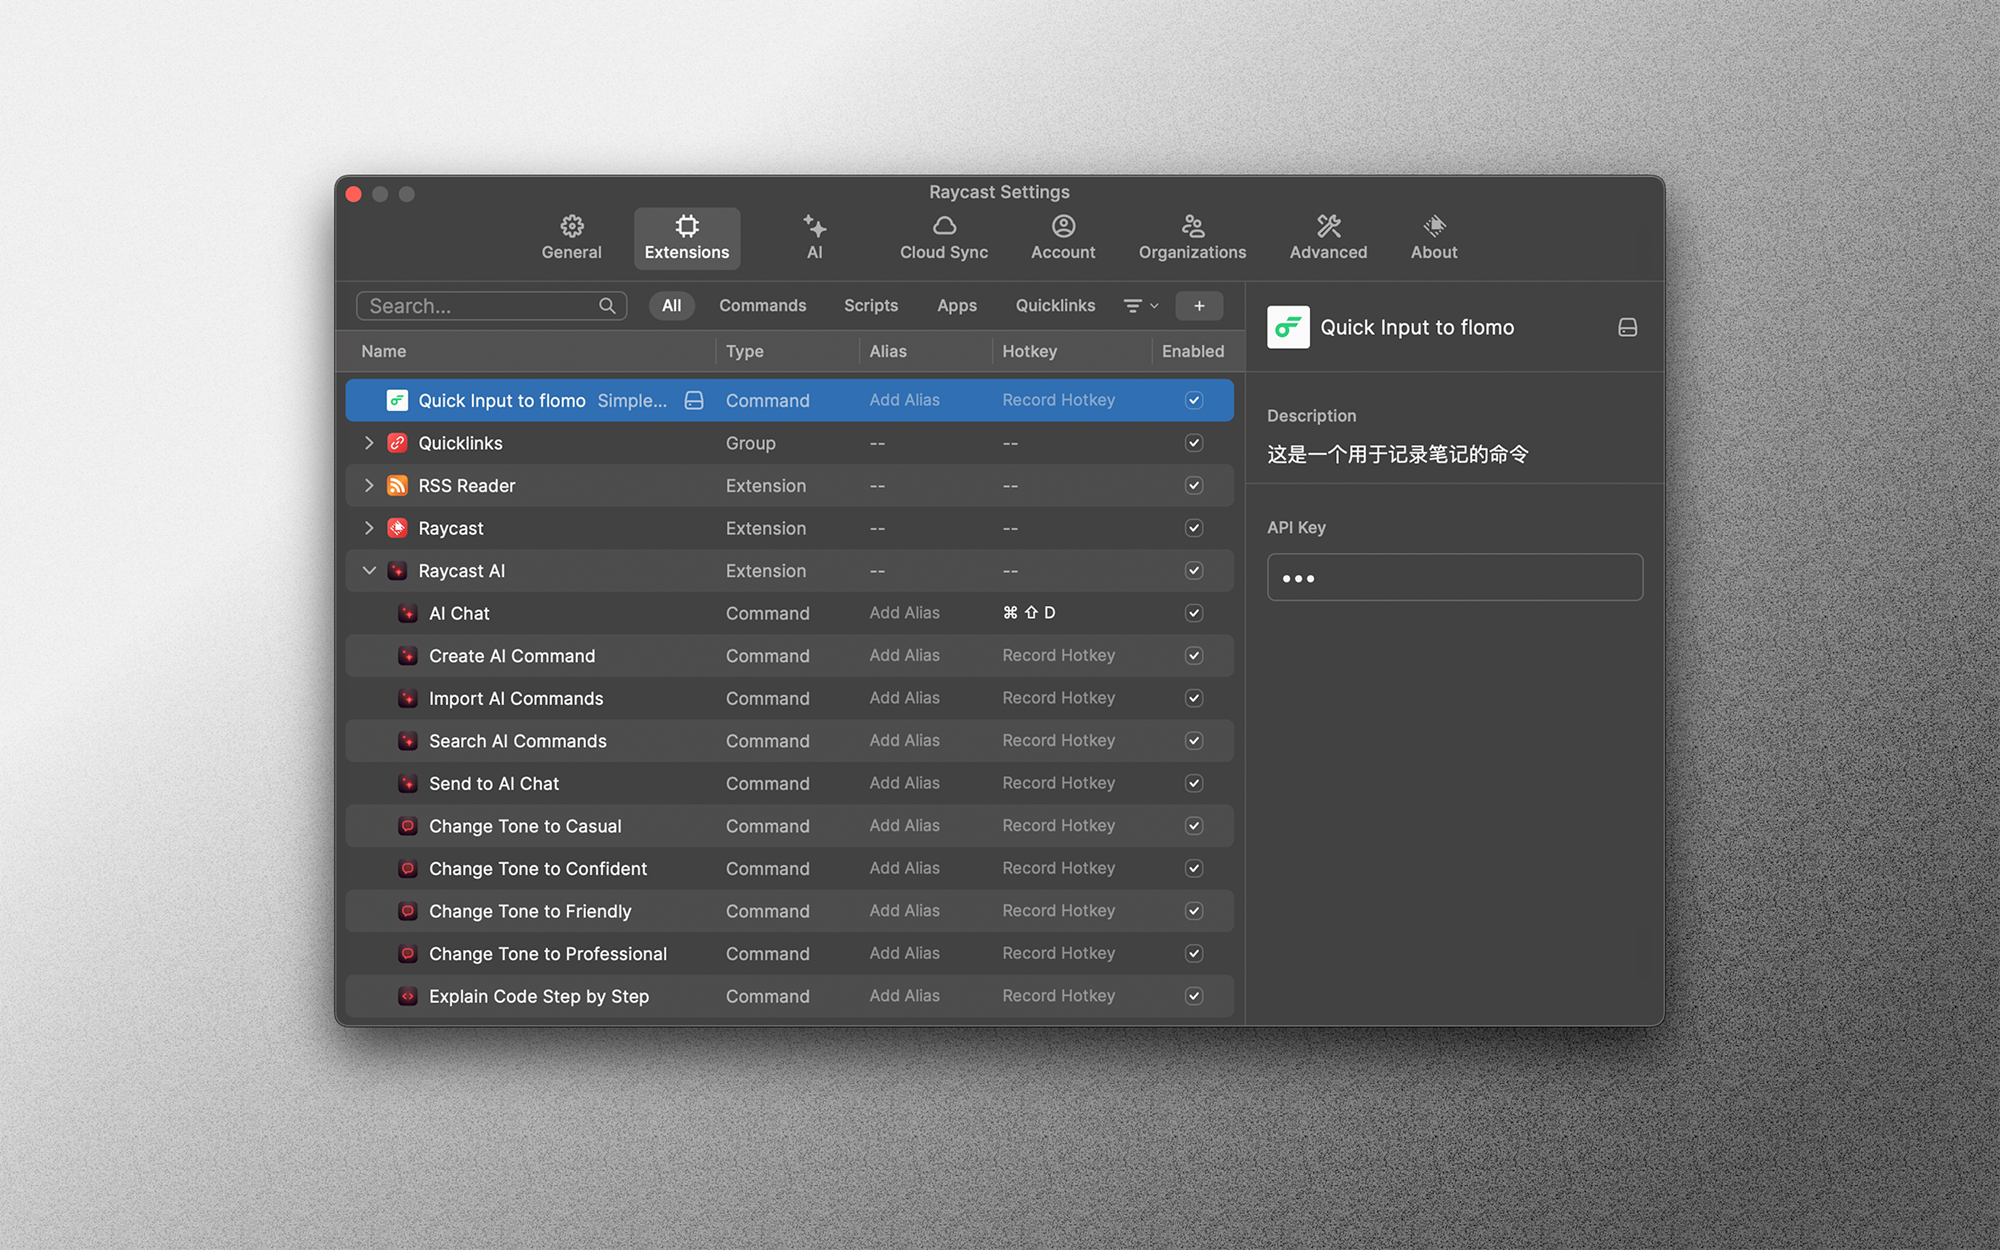 Raycast Settings
General Extensions AI Cloud Sync Account Organizations Advanced About
Search... All Commands Scripts Apps Quicklinks +
Name Type Alias Hotkey Enabled
Quick Input to flomo Simple... Command Add Alias Record Hotkey
Quicklinks Group -- --
RSS Reader Extension -- --
Raycast Extension -- --
Raycast AI Extension -- --
AI Chat Command Add Alias ⌘ ⇧ D
Create AI Command Command Add Alias Record Hotkey
Import AI Commands Command Add Alias Record Hotkey
Search AI Commands Command Add Alias Record Hotkey
Send to AI Chat Command Add Alias Record Hotkey
Change Tone to Casual Command Add Alias Record Hotkey
Change Tone to Confident Command Add Alias Record Hotkey
Change Tone to Friendly Command Add Alias Record Hotkey
Change Tone to Professional Command Add Alias Record Hotkey
Explain Code Step by Step Command Add Alias Record Hotkey
Quick Input to flomo
Description
这是一个用于记录笔记的命令
API Key
•••